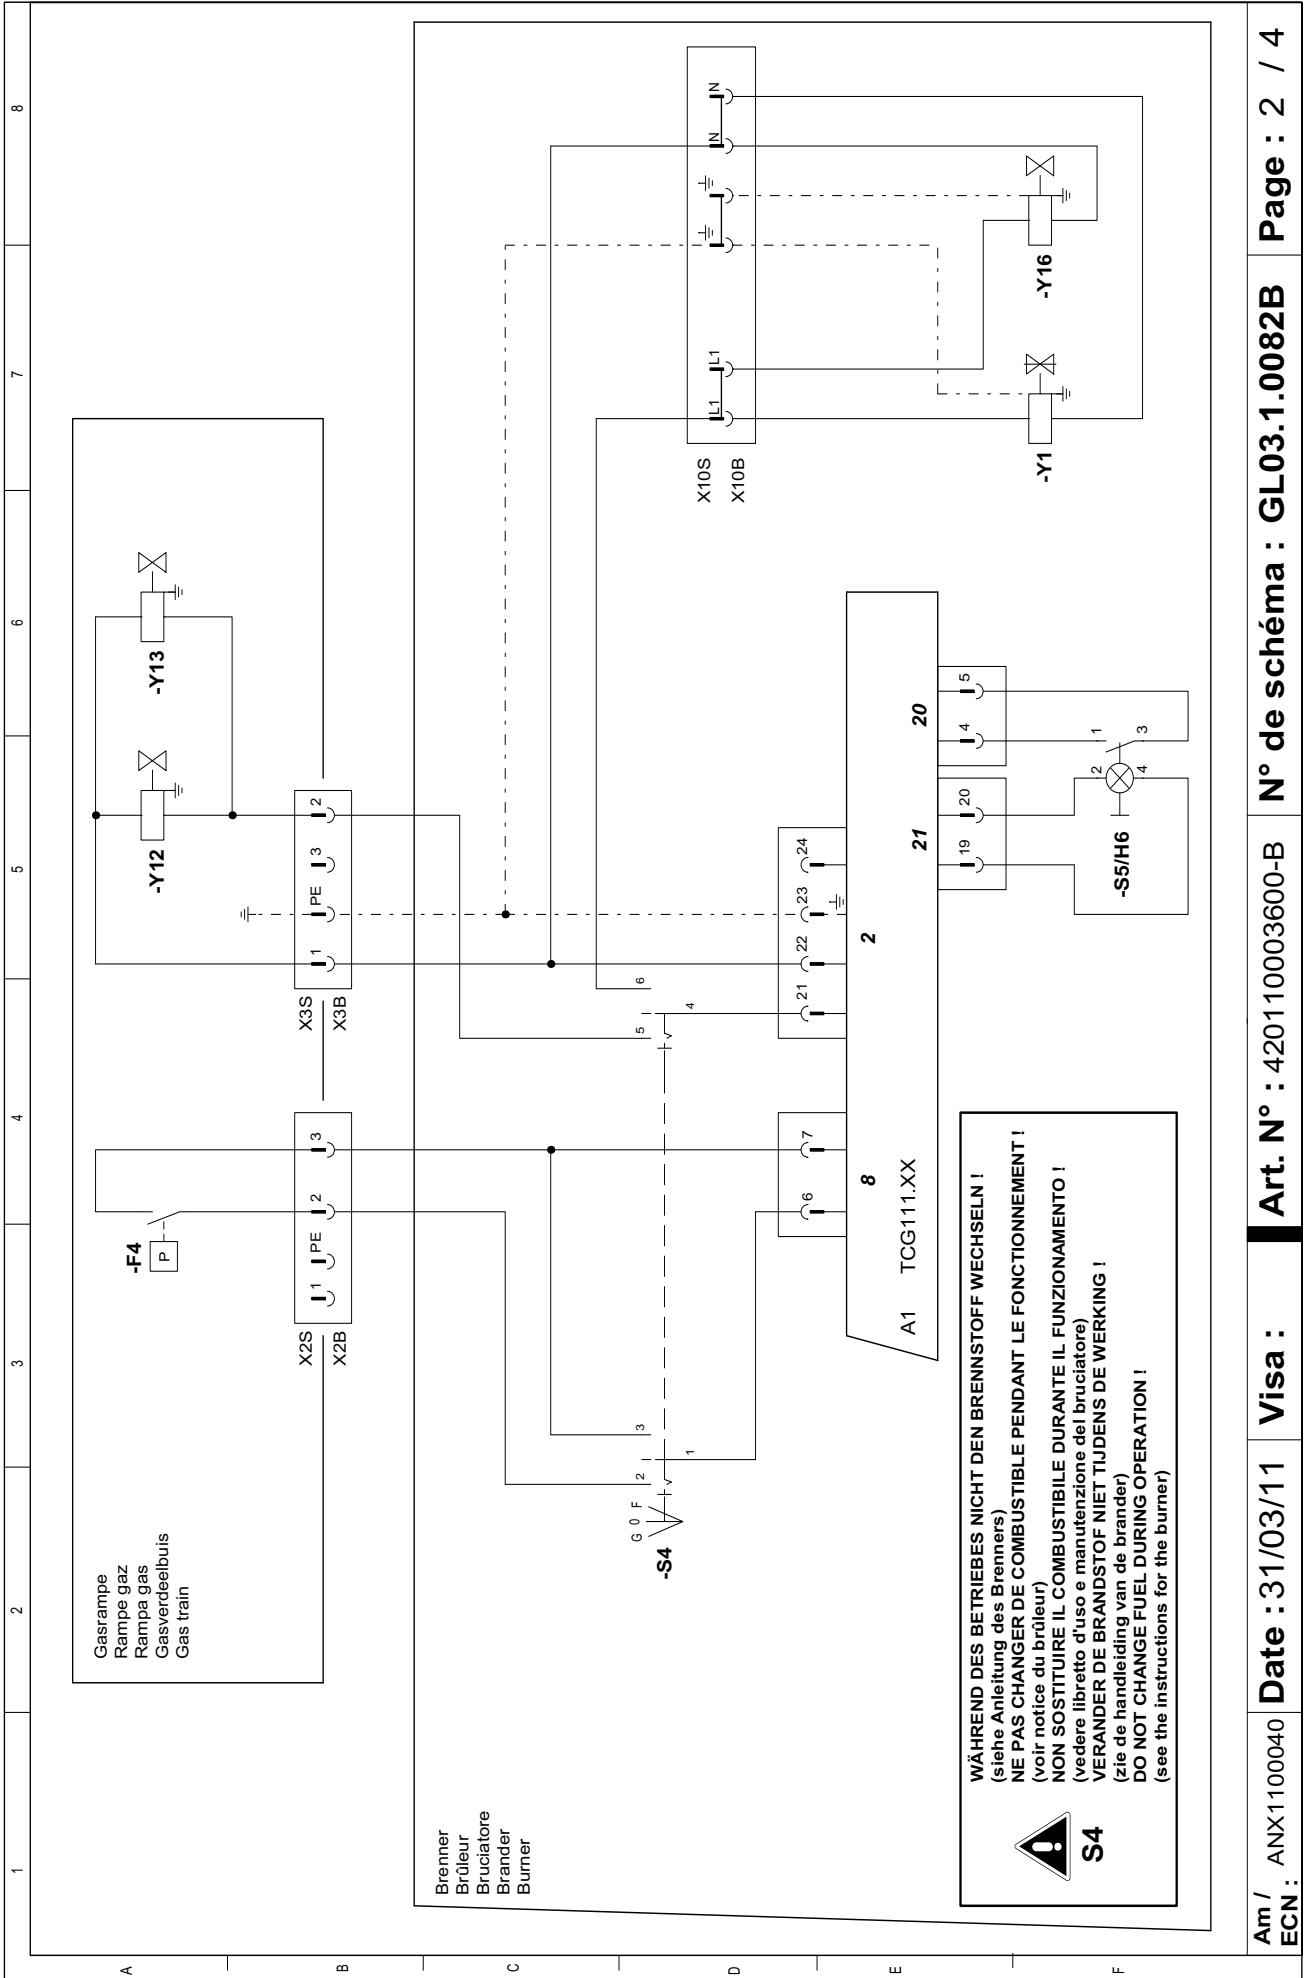 1
2
3
4
5
6
7
8
A
B
C
D
E
F
Gasrampe
Rampe gaz
Rampa gas
Gasverdeelbuis
Gas train
-F4
P
-Y12
-Y13
X2S
X2B
1
PE
2
3
X3S
X3B
1
PE
3
2
Brenner
Brûleur
Bruciatore
Brander
Burner
-S4
G 0 F
2
3
1
5
6
4
X10S
X10B
L1
L1
N
N
6
7
21
22
23
24
8
2
A1 TCG111.XX
21
20
19
20
4
5
-S5/H6
2
4
1
3
-Y1
-Y16
S4
WÄHREND DES BETRIEBES NICHT DEN BRENNSTOFF WECHSELN !
(siehe Anleitung des Brenners)
NE PAS CHANGER DE COMBUSTIBLE PENDANT LE FONCTIONNEMENT !
(voir notice du brûleur)
NON SOSTITUIRE IL COMBUSTIBILE DURANTE IL FUNZIONAMENTO !
(vedere libretto d'uso e manutenzione del bruciatore)
VERANDER DE BRANDSTOF NIET TIJDENS DE WERKING !
(zie de handleiding van de brander)
DO NOT CHANGE FUEL DURING OPERATION !
(see the instructions for the burner)
Am / ECN : ANX1100040
Date : 31/03/11
Visa :
Art. N° : 420110003600-B
N° de schéma : GL03.1.0082B
Page : 2 / 4